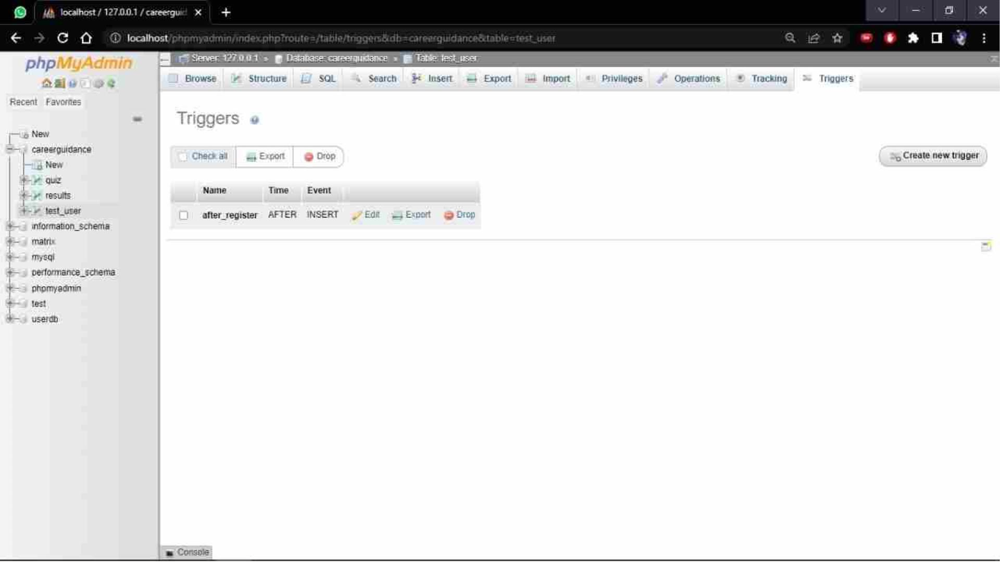 localhost / 127.0.0.1 / careerguid
localhost/phpmyadmin/index.php?route=/table/triggers&db=careerguidance&table=test_user
phpMyAdmin
Recent Favorites
New
careerguidance
New
quiz
results
test_user
information_schema
matrix
mysql
performance_schema
phpmyadmin
test
userdb
Server: 127.0.0.1 » Database: careerguidance » Table: test_user
Browse Structure SQL Search Insert Export Import Privileges Operations Tracking Triggers
Triggers
Check all Export Drop
Create new trigger
Name Time Event
after_register AFTER INSERT Edit Export Drop
Console